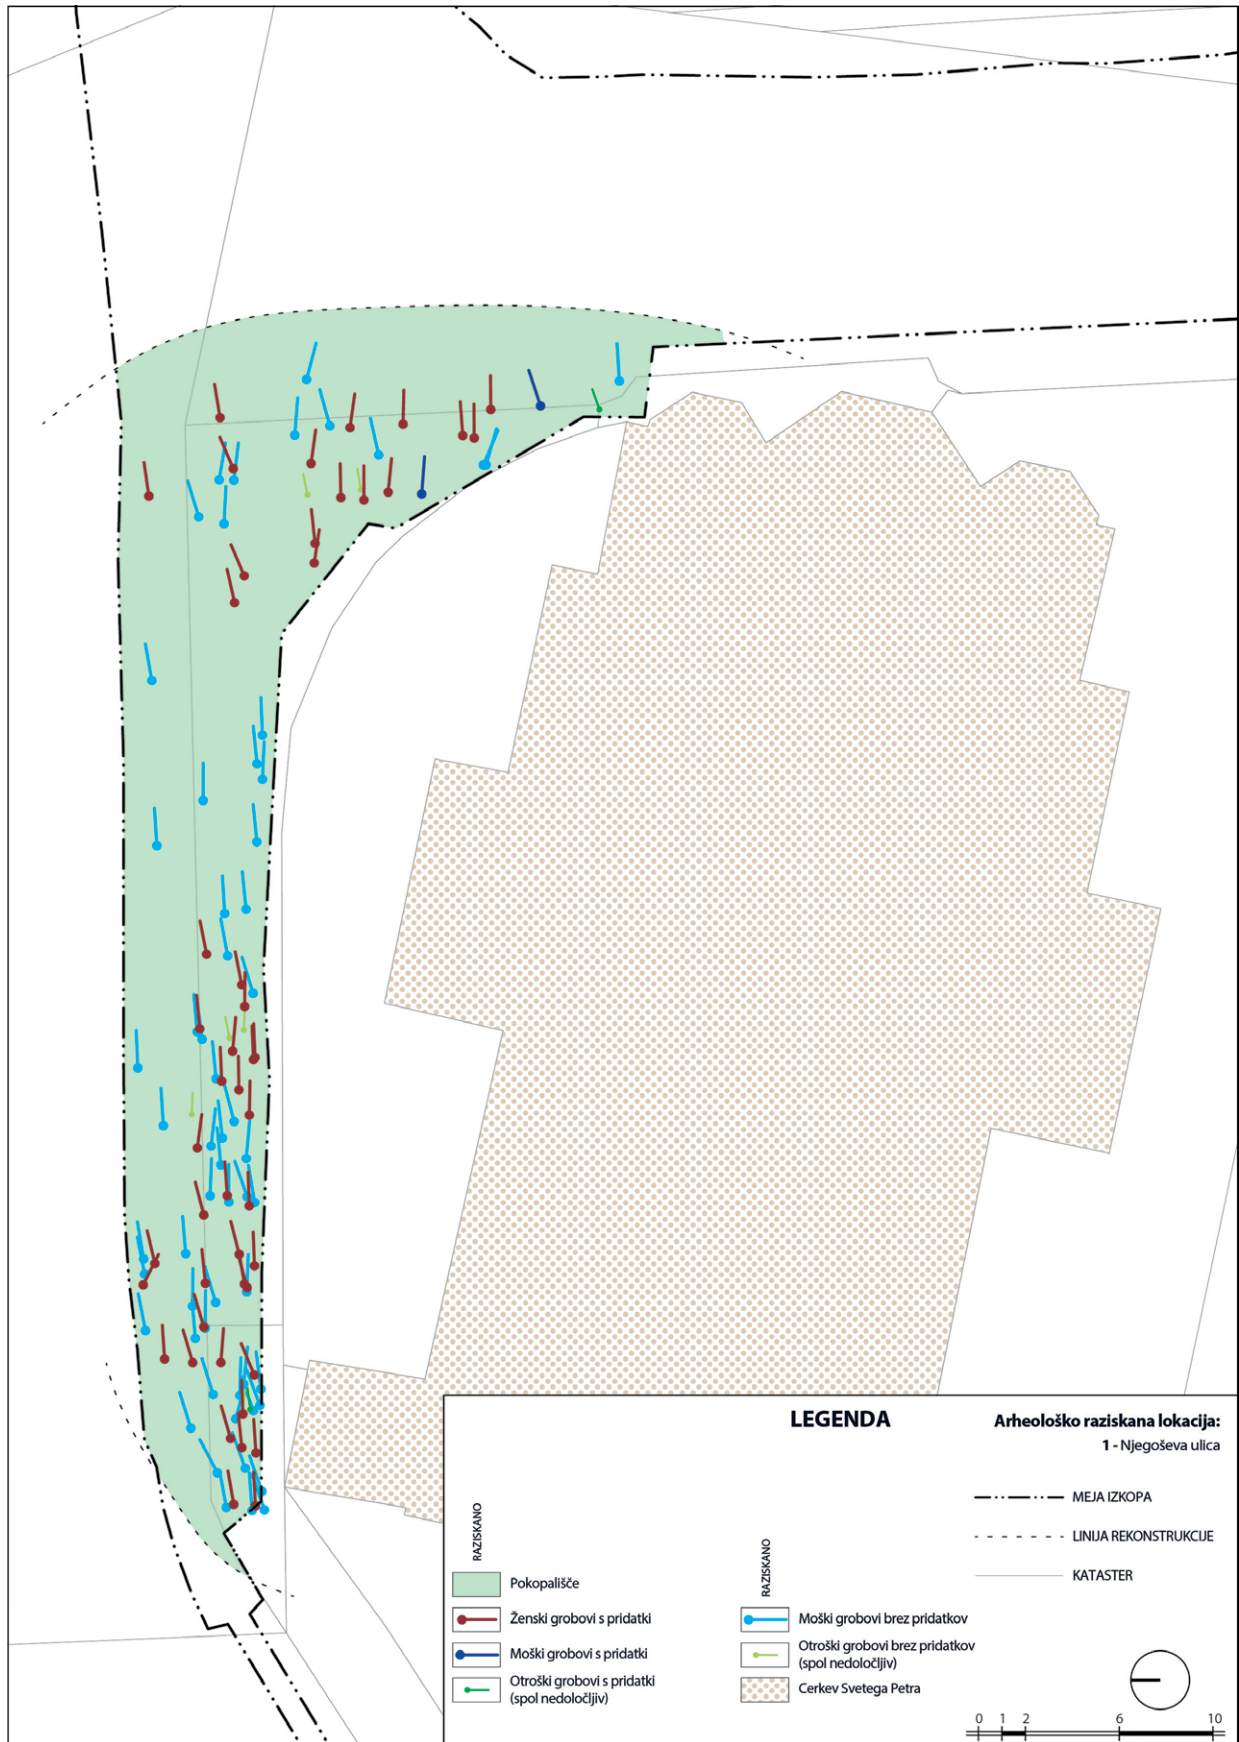 LEGENDA
Arheološko raziskana lokacija:
1 - Njegoševa ulica
MEJA IZKOPA
LINIJA REKONSTRUKCIJE
KATASTER
RAZISKANO
Pokopališče
Ženski grobovi s pridatki
Moški grobovi s pridatki
Otroški grobovi s pridatki
(spol nedoločljiv)
RAZISKANO
Moški grobovi brez pridatkov
Otroški grobovi brez pridatkov
(spol nedoločljiv)
Cerkev Svetega Petra
0 1 2 6 10